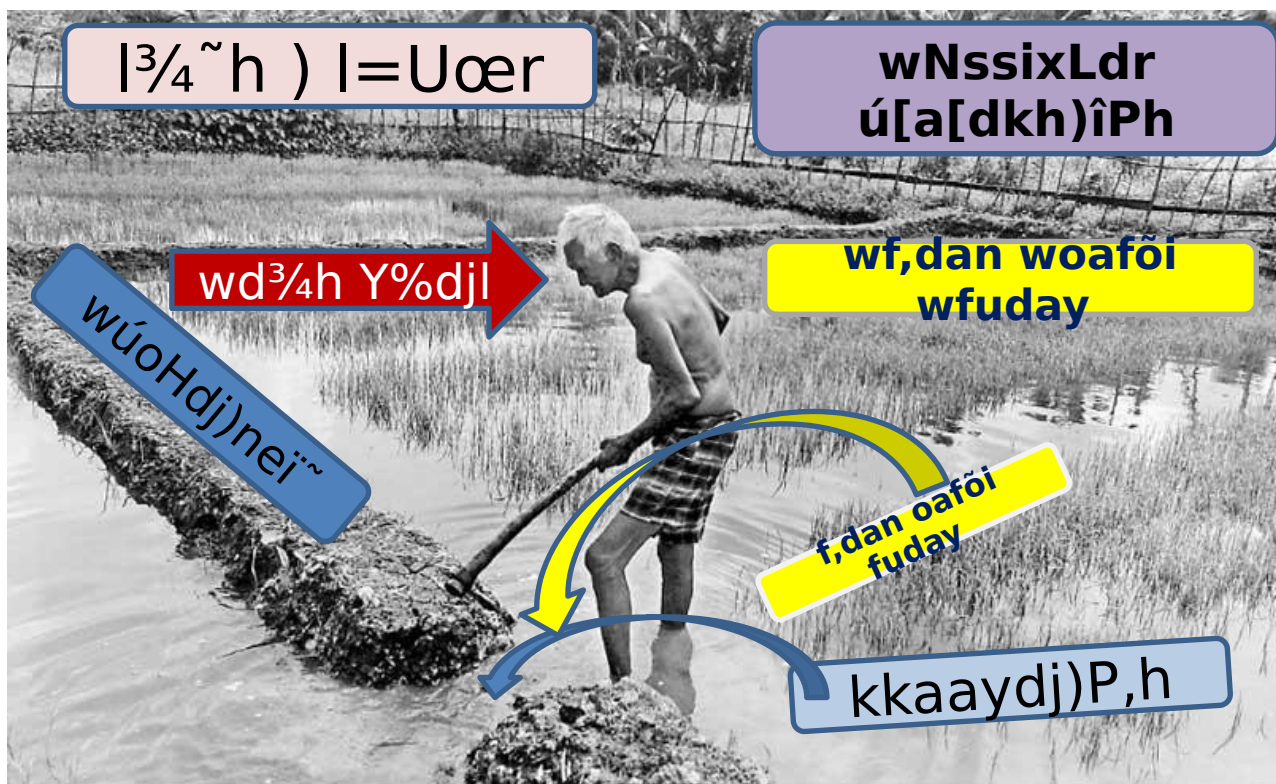 l¾˜h ) l=Uœr
wNssixLdr
ú[a[dkh)îPh
wd¾h Y%djl
wf,dan woafõi
wfuday
wúoHdj)neï¨˜
f,dan oafõi
fuday
kkaaydj)P,h